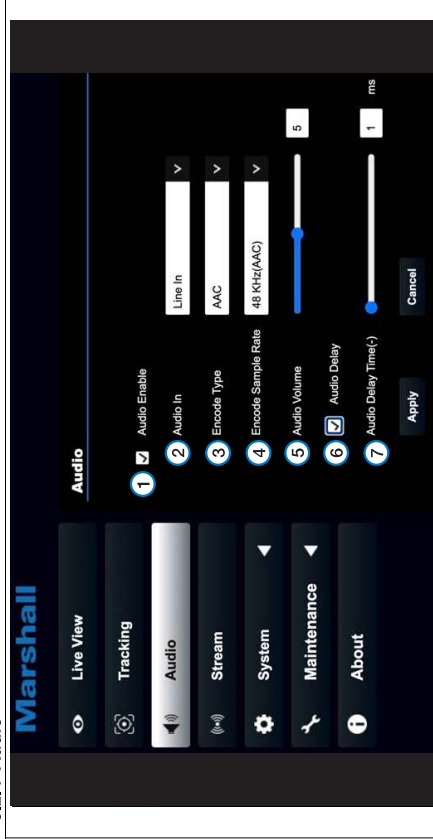 Marshall
Live View
Tracking
Audio
Stream
System
Maintenance
About
Audio
1 Audio Enable
2 Audio In Line In
3 Encode Type AAC
4 Encode Sample Rate 48 KHz(AAC)
5 Audio Volume 5
6 Audio Delay
7 Audio Delay Time(-) 1 ms
Apply Cancel